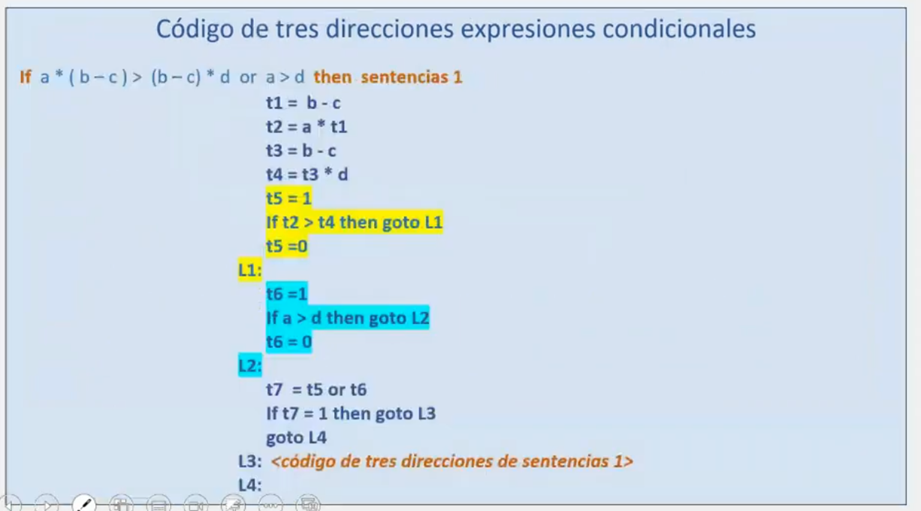 Código de tres direcciones expresiones condicionales
If a * ( b – c ) > (b – c) * d or a > d then sentencias 1
t1 = b - c
t2 = a * t1
t3 = b - c
t4 = t3 * d
t5 = 1
If t2 > t4 then goto L1
t5 =0
L1:
t6 =1
If a > d then goto L2
t6 = 0
L2:
t7 = t5 or t6
If t7 = 1 then goto L3
goto L4
L3: <código de tres direcciones de sentencias 1>
L4: